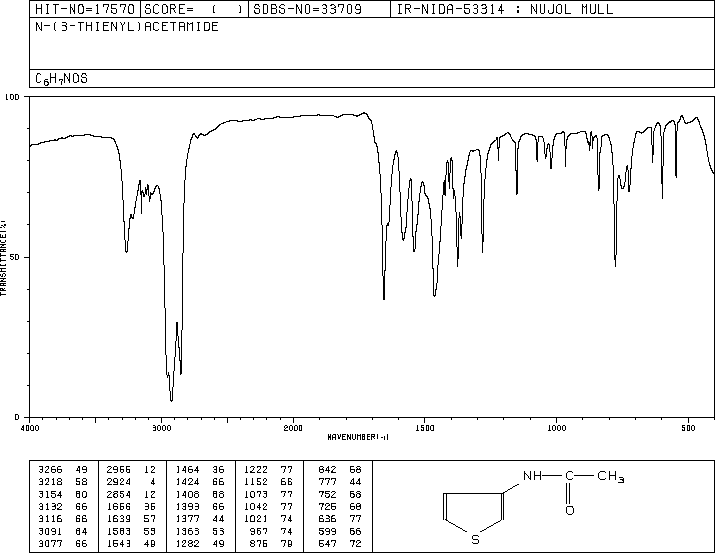 HIT-NO=17570 SCORE= ( ) SDBS-NO=33709 IR-NIDA-53314 : NUJOL MULL
N-(3-THIENYL)ACETAMIDE
C6H7NOS
100
TRANSMITTANCE(%)
50
0
4000 3000 2000 1500 1000 500
WAVENUMBER(-1)
3266 49 2956 12 1464 36 1222 77 842 68
3218 58 2924 4 1424 66 1152 66 777 44
3154 60 2854 12 1408 68 1073 77 752 68
3132 66 1656 36 1393 66 1042 77 726 68
3116 66 1639 57 1377 44 1021 74 636 77
3091 64 1583 53 1363 53 967 74 599 66
3077 66 1543 49 1282 49 876 79 547 72
NH C CH3
O
S